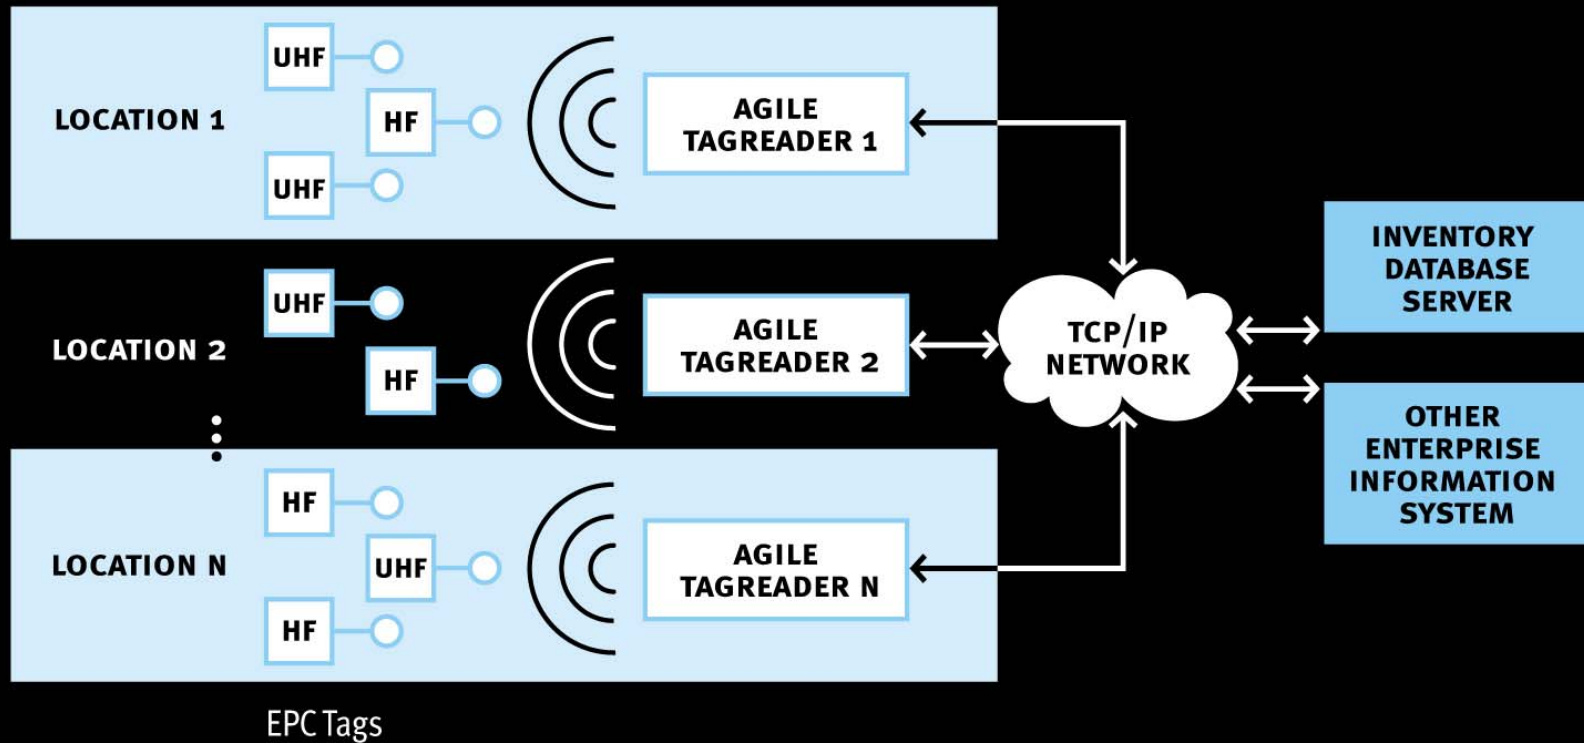 UHF
LOCATION 1
HF
UHF
AGILE
TAGREADER 1
UHF
LOCATION 2
HF
AGILE
TAGREADER 2
HF
LOCATION N
UHF
HF
AGILE
TAGREADER N
TCP/IP
NETWORK
INVENTORY
DATABASE
SERVER
OTHER
ENTERPRISE
INFORMATION
SYSTEM
EPC Tags